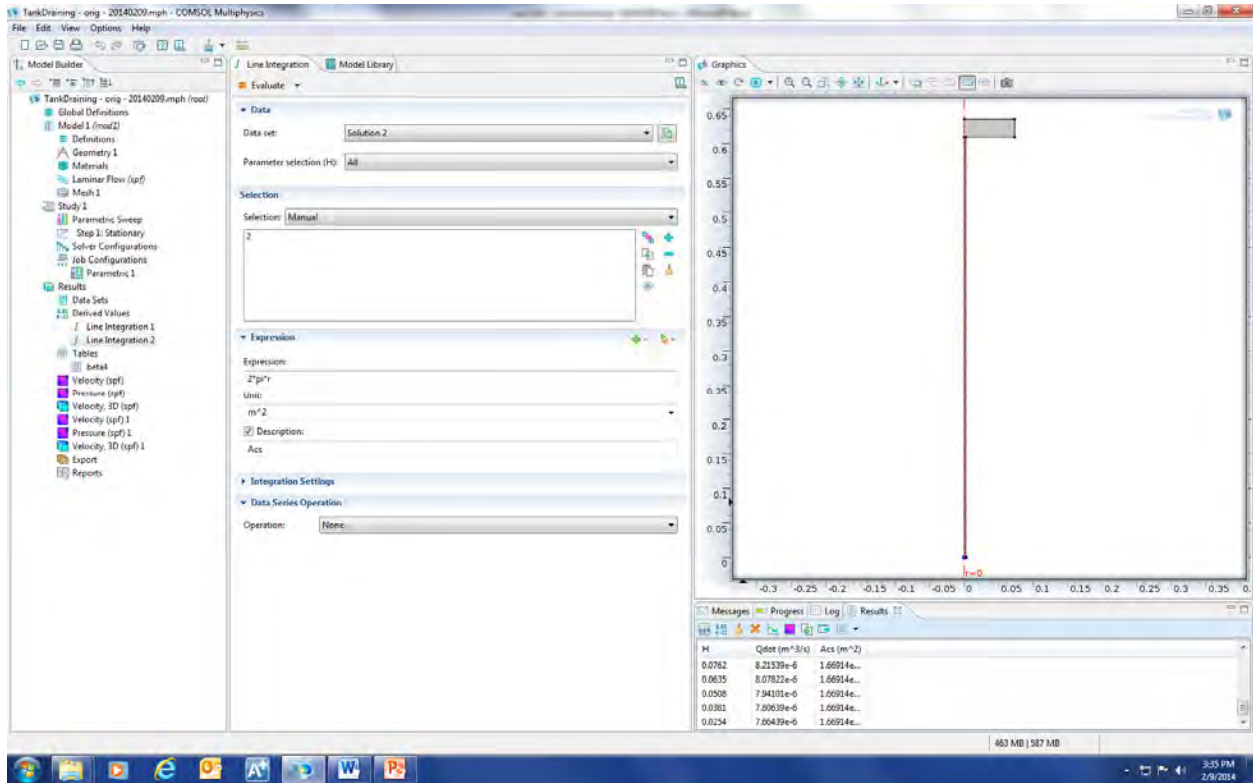 TankDraining - orig - 20140209.mph - COMSOL Multiphysics
File Edit View Options Help
Model Builder
TankDraining - orig - 20140209.mph (root)
Global Definitions
Model 1 (mod1)
Definitions
Geometry 1
Materials
Laminar Flow (spf)
Mesh 1
Study 1
Parametric Sweep
Step 1: Stationary
Solver Configurations
Job Configurations
Parametric 1
Results
Data Sets
Derived Values
Line Integration 1
Line Integration 2
Tables
beta4
Velocity (spf)
Pressure (spf)
Velocity, 3D (spf)
Velocity (spf) 1
Pressure (spf) 1
Velocity, 3D (spf) 1
Export
Reports
Line Integration Model Library
Evaluate
Data
Data set: Solution 2
Parameter selection (H): All
Selection
Selection: Manual
2
Expression
Expression:
2*pi*r
Unit:
m^2
Description:
Acs
Integration Settings
Data Series Operation
Operation: None
Graphics
0.65
0.6
0.55
0.5
0.45
0.4
0.35
0.3
0.25
0.2
0.15
0.1
0.05
0
r=0
-0.3 -0.25 -0.2 -0.15 -0.1 -0.05 0 0.05 0.1 0.15 0.2 0.25 0.3 0.35 0.
Messages Progress Log Results
H Qdot (m^3/s) Acs (m^2)
0.0762 8.21539e-6 1.66914e...
0.0635 8.07822e-6 1.66914e...
0.0508 7.94101e-6 1.66914e...
0.0381 7.80639e-6 1.66914e...
0.0254 7.66439e-6 1.66914e...
463 MB | 587 MB
3:35 PM
2/9/2014